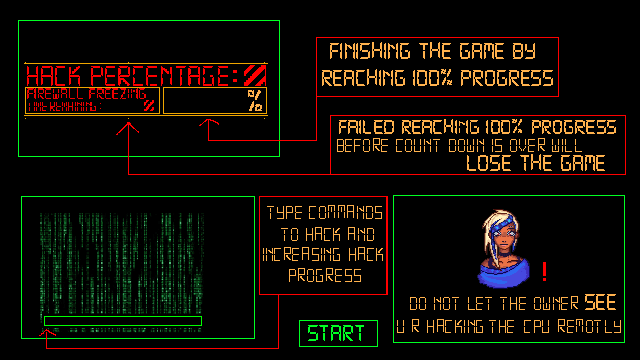 HACK PERCENTAGE:
FIREWALL FREEZING
TIME REMAINING:
%
%
FINISHING THE GAME BY
REACHING 100% PROGRESS
FAILED REACHING 100% PROGRESS
BEFORE COUNT DOWN IS OVER WILL
LOSE THE GAME
TYPE COMMANDS
TO HACK AND
INCREASING HACK
PROGRESS
!
DO NOT LET THE OWNER SEE
U R HACKING THE CPU REMOTLY
START